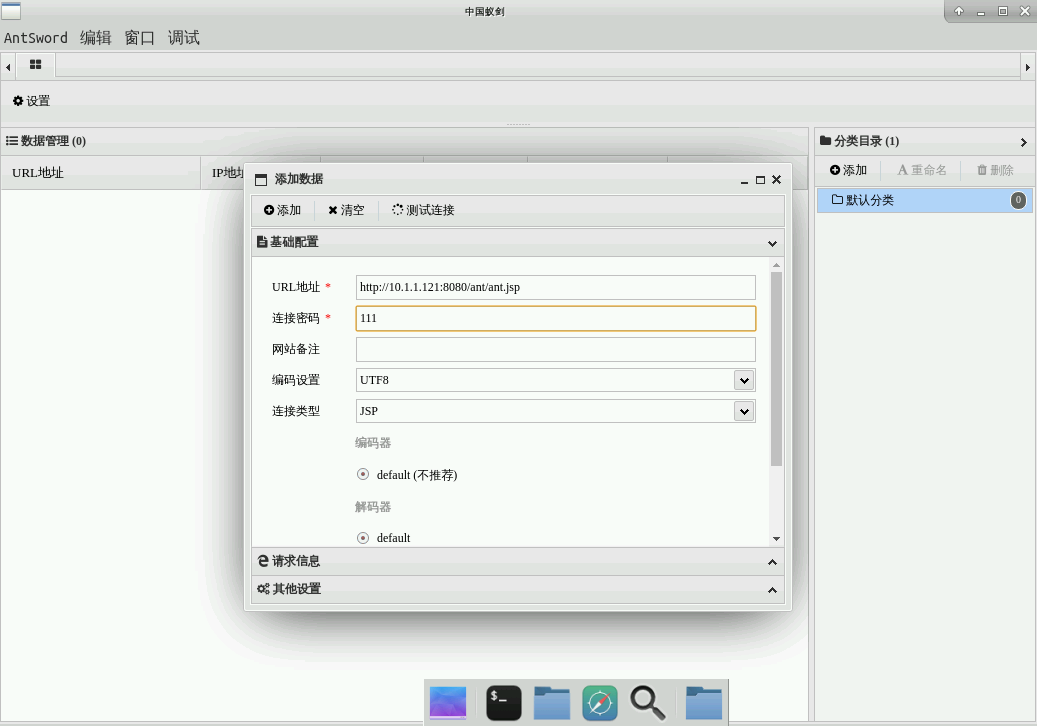 中国蚁剑
AntSword 编辑 窗口 调试
设置
数据管理 (0)
分类目录 (1)
URL地址
IP地址
添加 重命名 删除
默认分类 0
添加数据
添加 清空 测试连接
基础配置
URL地址 * http://10.1.1.121:8080/ant/ant.jsp
连接密码 * 111
网站备注
编码设置 UTF8
连接类型 JSP
编码器
default (不推荐)
解码器
default
请求信息
其他设置
$_